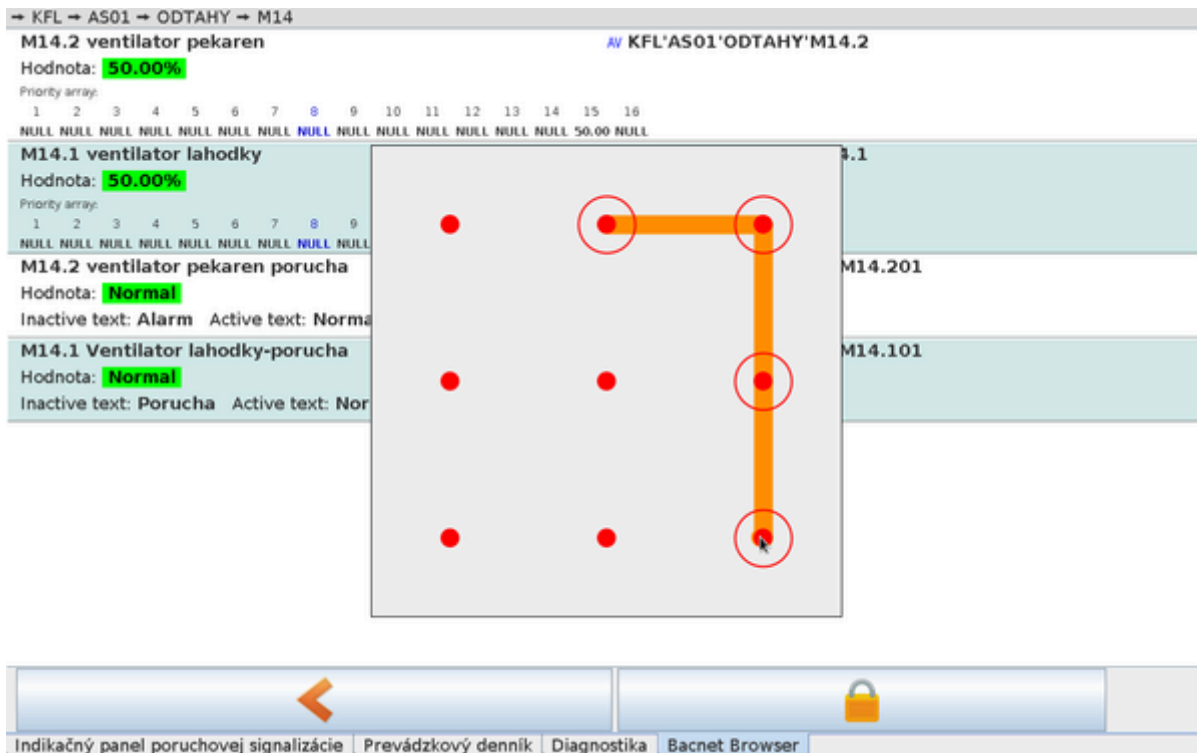 → KFL → AS01 → ODTAHY → M14
M14.2 ventilator pekaren AV KFL'AS01'ODTAHY'M14.2
Hodnota: 50.00%
Priority array:
1 2 3 4 5 6 7 8 9 10 11 12 13 14 15 16
NULL NULL NULL NULL NULL NULL NULL NULL NULL NULL NULL NULL NULL NULL 50.00 NULL
M14.1 ventilator lahodky 4.1
Hodnota: 50.00%
Priority array:
1 2 3 4 5 6 7 8 9
NULL NULL NULL NULL NULL NULL NULL NULL NULL
M14.2 ventilator pekaren porucha M14.201
Hodnota: Normal
Inactive text: Alarm Active text: Norma
M14.1 Ventilator lahodky-porucha M14.101
Hodnota: Normal
Inactive text: Porucha Active text: Nor
Indikačný panel poruchovej signalizácie Prevádzkový denník Diagnostika Bacnet Browser